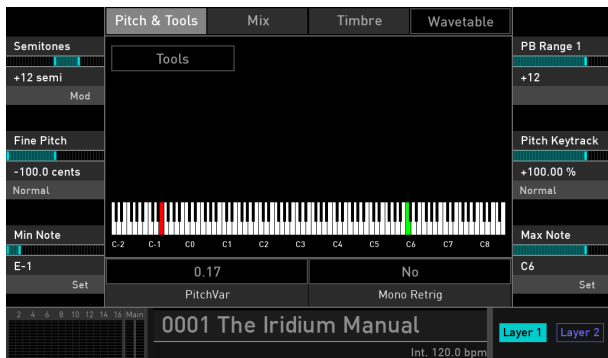 Pitch & Tools Mix Timbre Wavetable
Semitones
+12 semi
Mod
Tools
PB Range 1
+12
Fine Pitch
-100.0 cents
Normal
Pitch Keytrack
+100.00 %
Normal
Min Note
E-1
Set
C-2 C-1 C0 C1 C2 C3 C4 C5 C6 C7 C8
Max Note
C6
Set
0.17 No
PitchVar Mono Retrig
2 4 6 8 10 12 14 16 Main
0001 The Iridium Manual
Int. 120.0 bpm
Layer 1 Layer 2